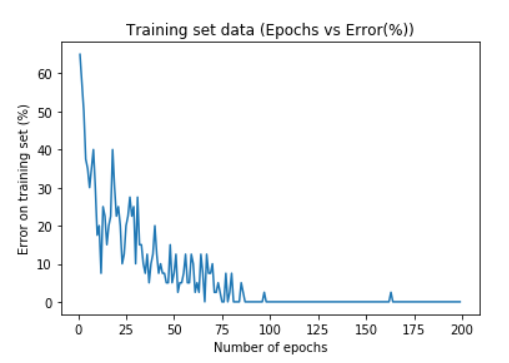 Training set data (Epochs vs Error(%))
Error on training set (%)
60
50
40
30
20
10
0
0 25 50 75 100 125 150 175 200
Number of epochs